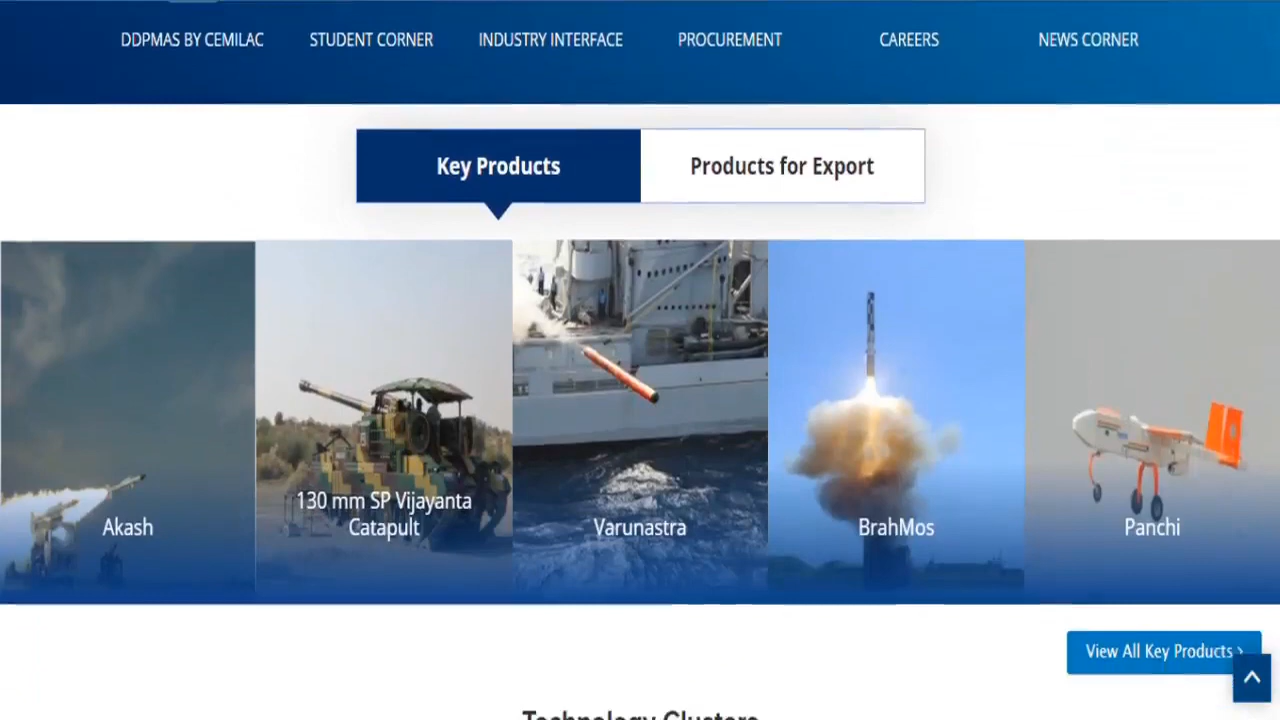 DDPMAS BY CEMILAC
STUDENT CORNER
INDUSTRY INTERFACE
PROCUREMENT
CAREERS
NEWS CORNER
Key Products
Products for Export
Akash
130 mm SP Vijayanta
Catapult
Varunastra
BrahMos
Panchi
View All Key Products ›
Technology Clusters